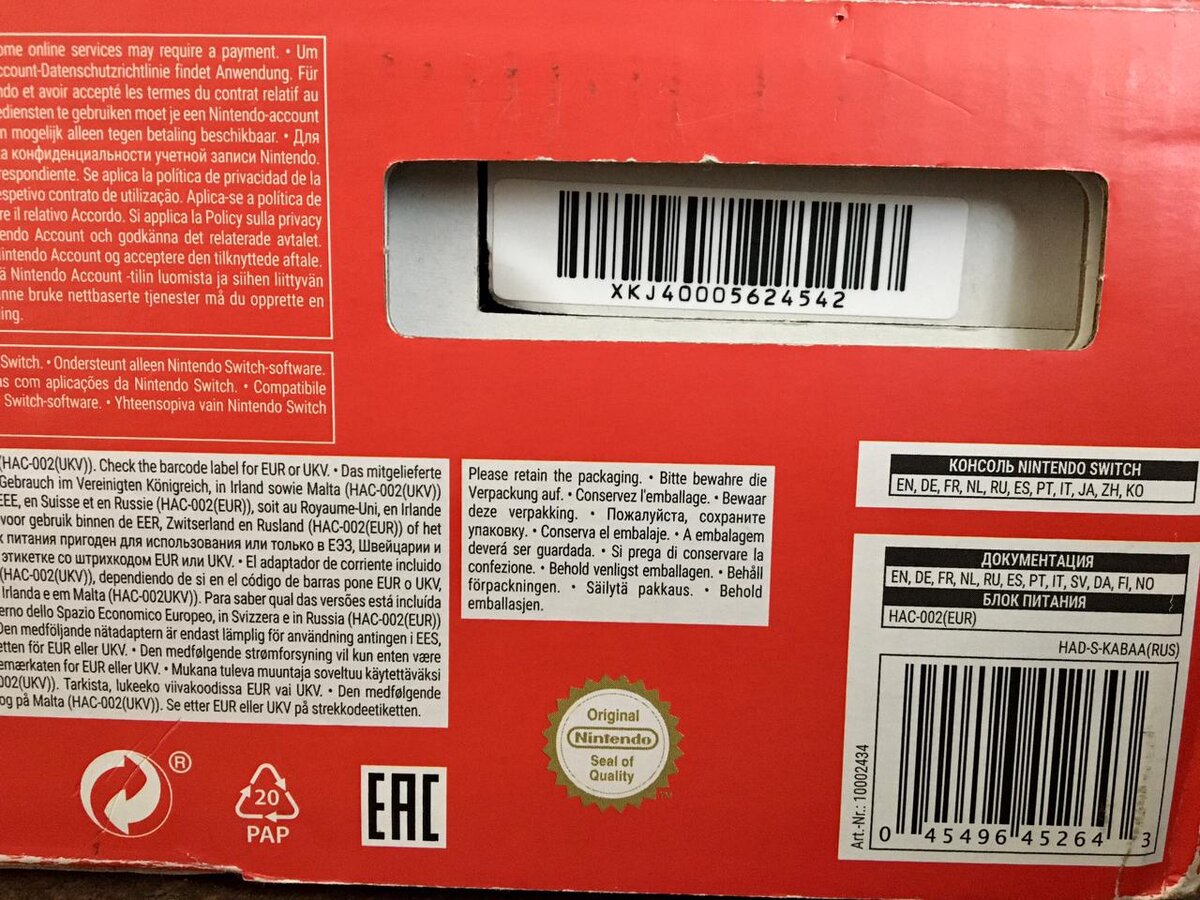 ome online services may require a payment. • Um
ccount-Datenschutzrichtlinie findet Anwendung. Für
ndo et avoir accepté les termes du contrat relatif au
ediensten te gebruiken moet je een Nintendo-account
n mogelijk alleen tegen betaling beschikbaar. • Для
а конфиденциальности учетной записи Nintendo.
respondiente. Se aplica la política de privacidad de la
espetivo contrato de utilização. Aplica-se a política de
re il relativo Accordo. Si applica la Policy sulla privacy
endo Account och godkänna det relaterade avtalet.
Nintendo Account og acceptere den tilknyttede aftale.
ä Nintendo Account -tilin luomista ja siihen liittyvän
nne bruke nettbaserte tjenester må du opprette en
ing.
XKJ40005624542
Switch. • Ondersteunt alleen Nintendo Switch-software.
as com aplicações da Nintendo Switch. • Compatibile
Switch-software. • Yhteensopiva vain Nintendo Switch
(HAC-002(UKV)). Check the barcode label for EUR or UKV. • Das mitgelieferte
Gebrauch im Vereinigten Königreich, in Irland sowie Malta (HAC-002(UKV))
EEE, en Suisse et en Russie (HAC-002(EUR)), soit au Royaume-Uni, en Irlande
voor gebruik binnen de EER, Zwitserland en Rusland (HAC-002(EUR)) of het
к питания пригоден для использования или только в ЕЭЗ, Швейцарии и
этикетке со штрихкодом EUR или UKV. • El adaptador de corriente incluido
(HAC-002(UKV)), dependiendo de si en el código de barras pone EUR o UKV.
Irlanda e em Malta (HAC-002UKV)). Para saber qual das versões está incluída
erno dello Spazio Economico Europeo, in Svizzera e in Russia (HAC-002(EUR))
Den medföljande nätadaptern är endast lämplig för användning antingen i EES,
etten för EUR eller UKV. • Den medfølgende strømforsyning vil kun enten være
emærkaten for EUR eller UKV. • Mukana tuleva muuntaja soveltuu käytettäväksi
002(UKV)). Tarkista, lukeeko viivakoodissa EUR vai UKV. • Den medfølgende
og på Malta (HAC-002(UKV)). Se etter EUR eller UKV på strekkodeetiketten.
Please retain the packaging. • Bitte bewahre die
Verpackung auf. • Conservez l'emballage. • Bewaar
deze verpakking. • Пожалуйста, сохраните
упаковку. • Conserva el embalaje. • A embalagem
deverá ser guardada. • Si prega di conservare la
confezione. • Behold venligst emballagen. • Behåll
förpackningen. • Säilytä pakkaus. • Behold
emballasjen.
КОНСОЛЬ NINTENDO SWITCH
EN, DE, FR, NL, RU, ES, PT, IT, JA, ZH, KO
ДОКУМЕНТАЦИЯ
EN, DE, FR, NL, RU, ES, PT, IT, SV, DA, FI, NO
БЛОК ПИТАНИЯ
HAC-002(EUR)
HAD-S-KABAA(RUS)
Art.-Nr.: 10002434
0 45496 45264 3
Original
Nintendo
Seal of
Quality
TM
®
20
PAP
EAC